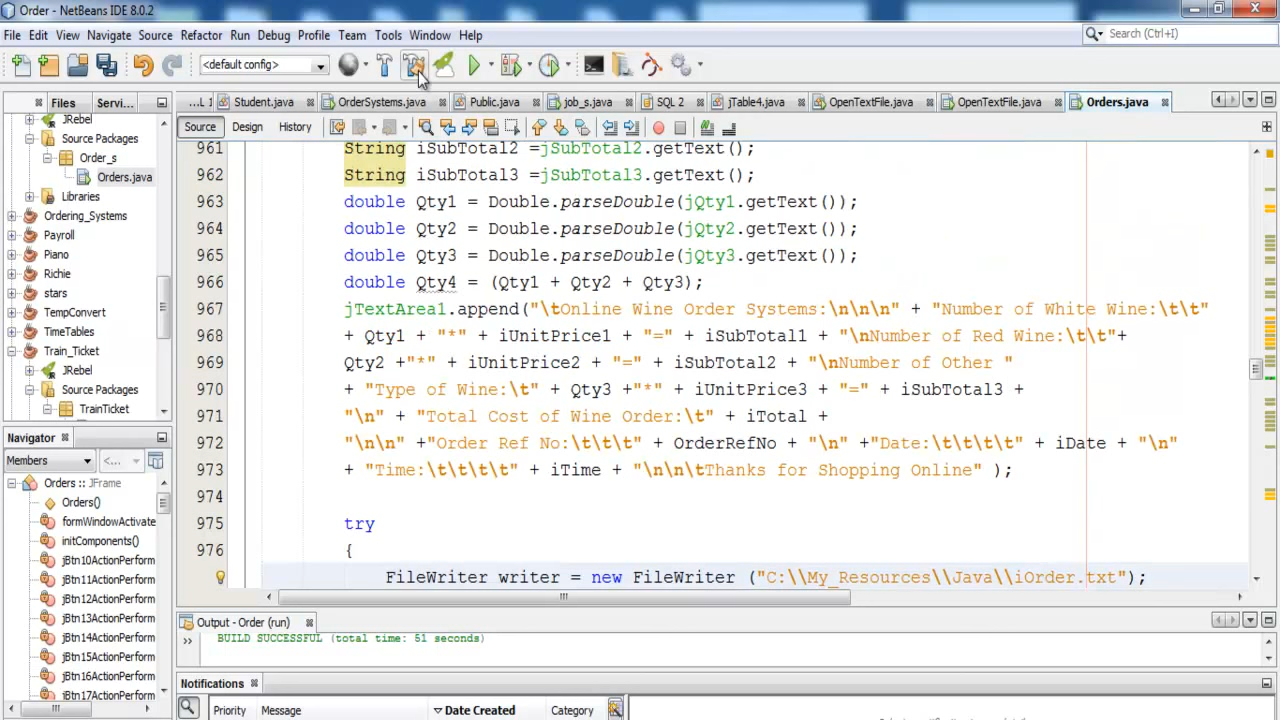 Order - NetBeans IDE 8.0.2
File Edit View Navigate Source Refactor Run Debug Profile Team Tools Window Help
Search (Ctrl+I)
<default config>
Files Servi...
...L 1 Student.java OrderSystems.java Public.java job_s.java SQL 2 jTable4.java OpenTextFile.java OpenTextFile.java Orders.java
Source Design History
JRebel
Source Packages
Order_s
Orders.java
Libraries
Ordering_Systems
Payroll
Piano
Richie
stars
TempConvert
TimeTables
Train_Ticket
JRebel
Source Packages
TrainTicket
961 String iSubTotal2 =jSubTotal2.getText();
962 String iSubTotal3 =jSubTotal3.getText();
963 double Qty1 = Double.parseDouble(jQty1.getText());
964 double Qty2 = Double.parseDouble(jQty2.getText());
965 double Qty3 = Double.parseDouble(jQty3.getText());
966 double Qty4 = (Qty1 + Qty2 + Qty3);
967 jTextArea1.append("\tOnline Wine Order Systems:\n\n\n" + "Number of White Wine:\t\t"
968 + Qty1 + "*" + iUnitPrice1 + "=" + iSubTotal1 + "\nNumber of Red Wine:\t\t"+
969 Qty2 +"*" + iUnitPrice2 + "=" + iSubTotal2 + "\nNumber of Other "
970 + "Type of Wine:\t" + Qty3 +"*" + iUnitPrice3 + "=" + iSubTotal3 +
971 "\n" + "Total Cost of Wine Order:\t" + iTotal +
972 "\n\n" +"Order Ref No:\t\t\t" + OrderRefNo + "\n" +"Date:\t\t\t\t" + iDate + "\n"
973 + "Time:\t\t\t\t" + iTime + "\n\n\tThanks for Shopping Online" );
974
975 try
976 {
FileWriter writer = new FileWriter ("C:\\My_Resources\\Java\\iOrder.txt");
Navigator
Members <...
Orders :: JFrame
Orders()
formWindowActivate
initComponents()
jBtn10ActionPerform
jBtn11ActionPerform
jBtn12ActionPerform
jBtn13ActionPerform
jBtn14ActionPerform
jBtn15ActionPerform
jBtn16ActionPerform
jBtn17ActionPerform
Output - Order (run)
BUILD SUCCESSFUL (total time: 51 seconds)
Notifications
Priority Message Date Created Category